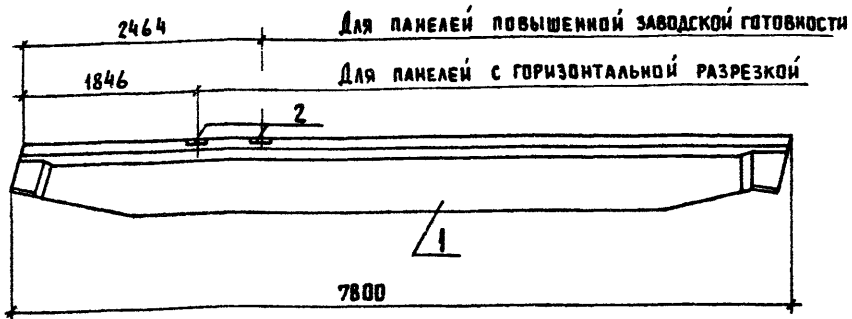 2464 Для панелей повышенной заводской готовности
1846 Для панелей с горизонтальной разрезкой
2
1
7800